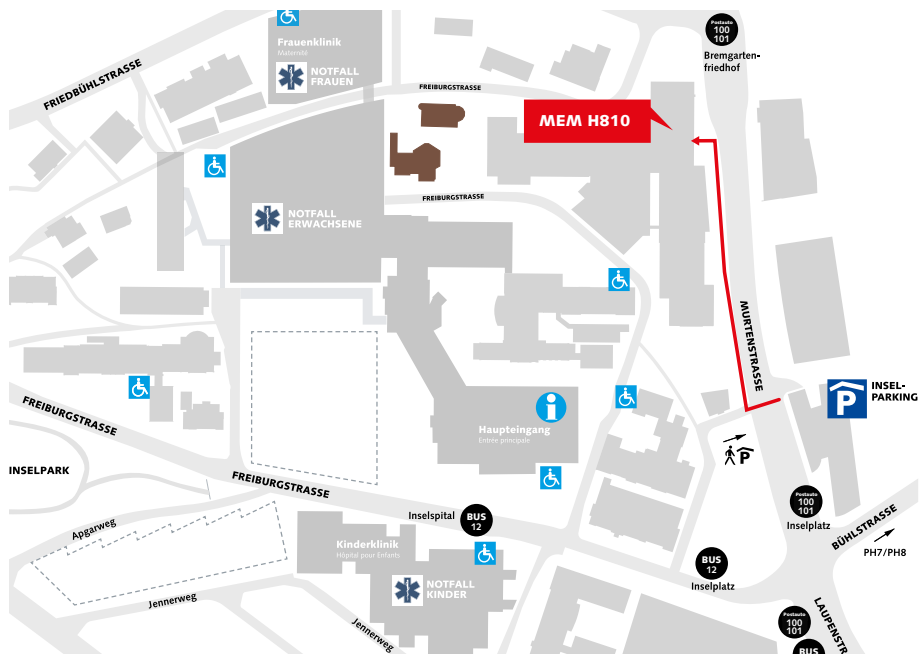 Postauto
100
101
Bremgarten-
friedhof
Frauenklinik
Maternité
NOTFALL
FRAUEN
FRIEDBÜHLSTRASSE
FREIBURGSTRASSE
MEM H810
FREIBURGSTRASSE
NOTFALL
ERWACHSENE
MURTENSTRASSE
P
INSEL-
PARKING
i
Haupteingang
Entrée principale
FREIBURGSTRASSE
P
INSELPARK
FREIBURGSTRASSE
Postauto
100
101
Inselplatz
BÜHLSTRASSE
PH7/PH8
Inselspital
BUS
12
Apgarweg
Kinderklinik
Hôpital pour Enfants
BUS
12
Inselplatz
NOTFALL
KINDER
Jennerweg
Jennerweg
Postauto
100
101
BUS
LAUPENSTR